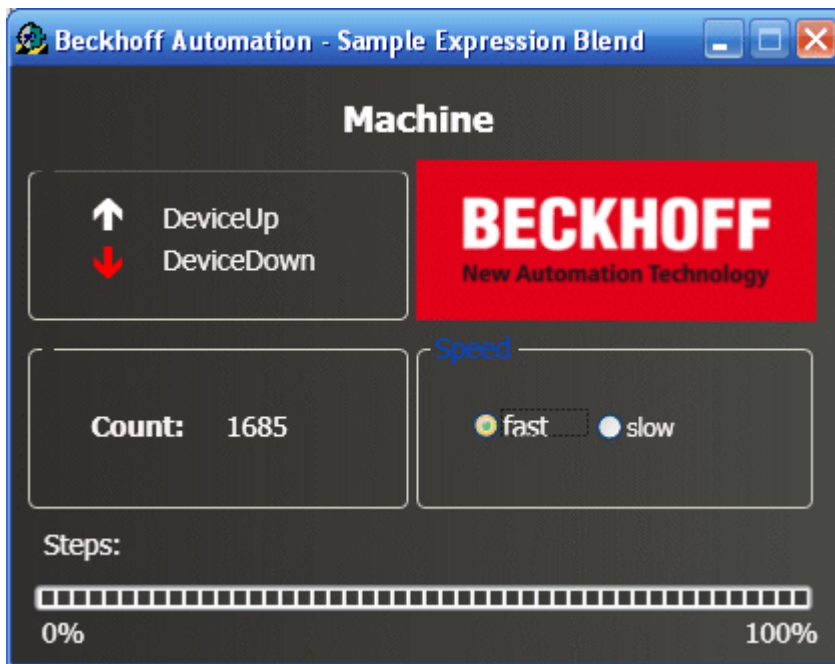 Beckhoff Automation - Sample Expression Blend
Machine
DeviceUp
DeviceDown
BECKHOFF
New Automation Technology
Count: 1685
Speed
fast slow
Steps:
0% 100%